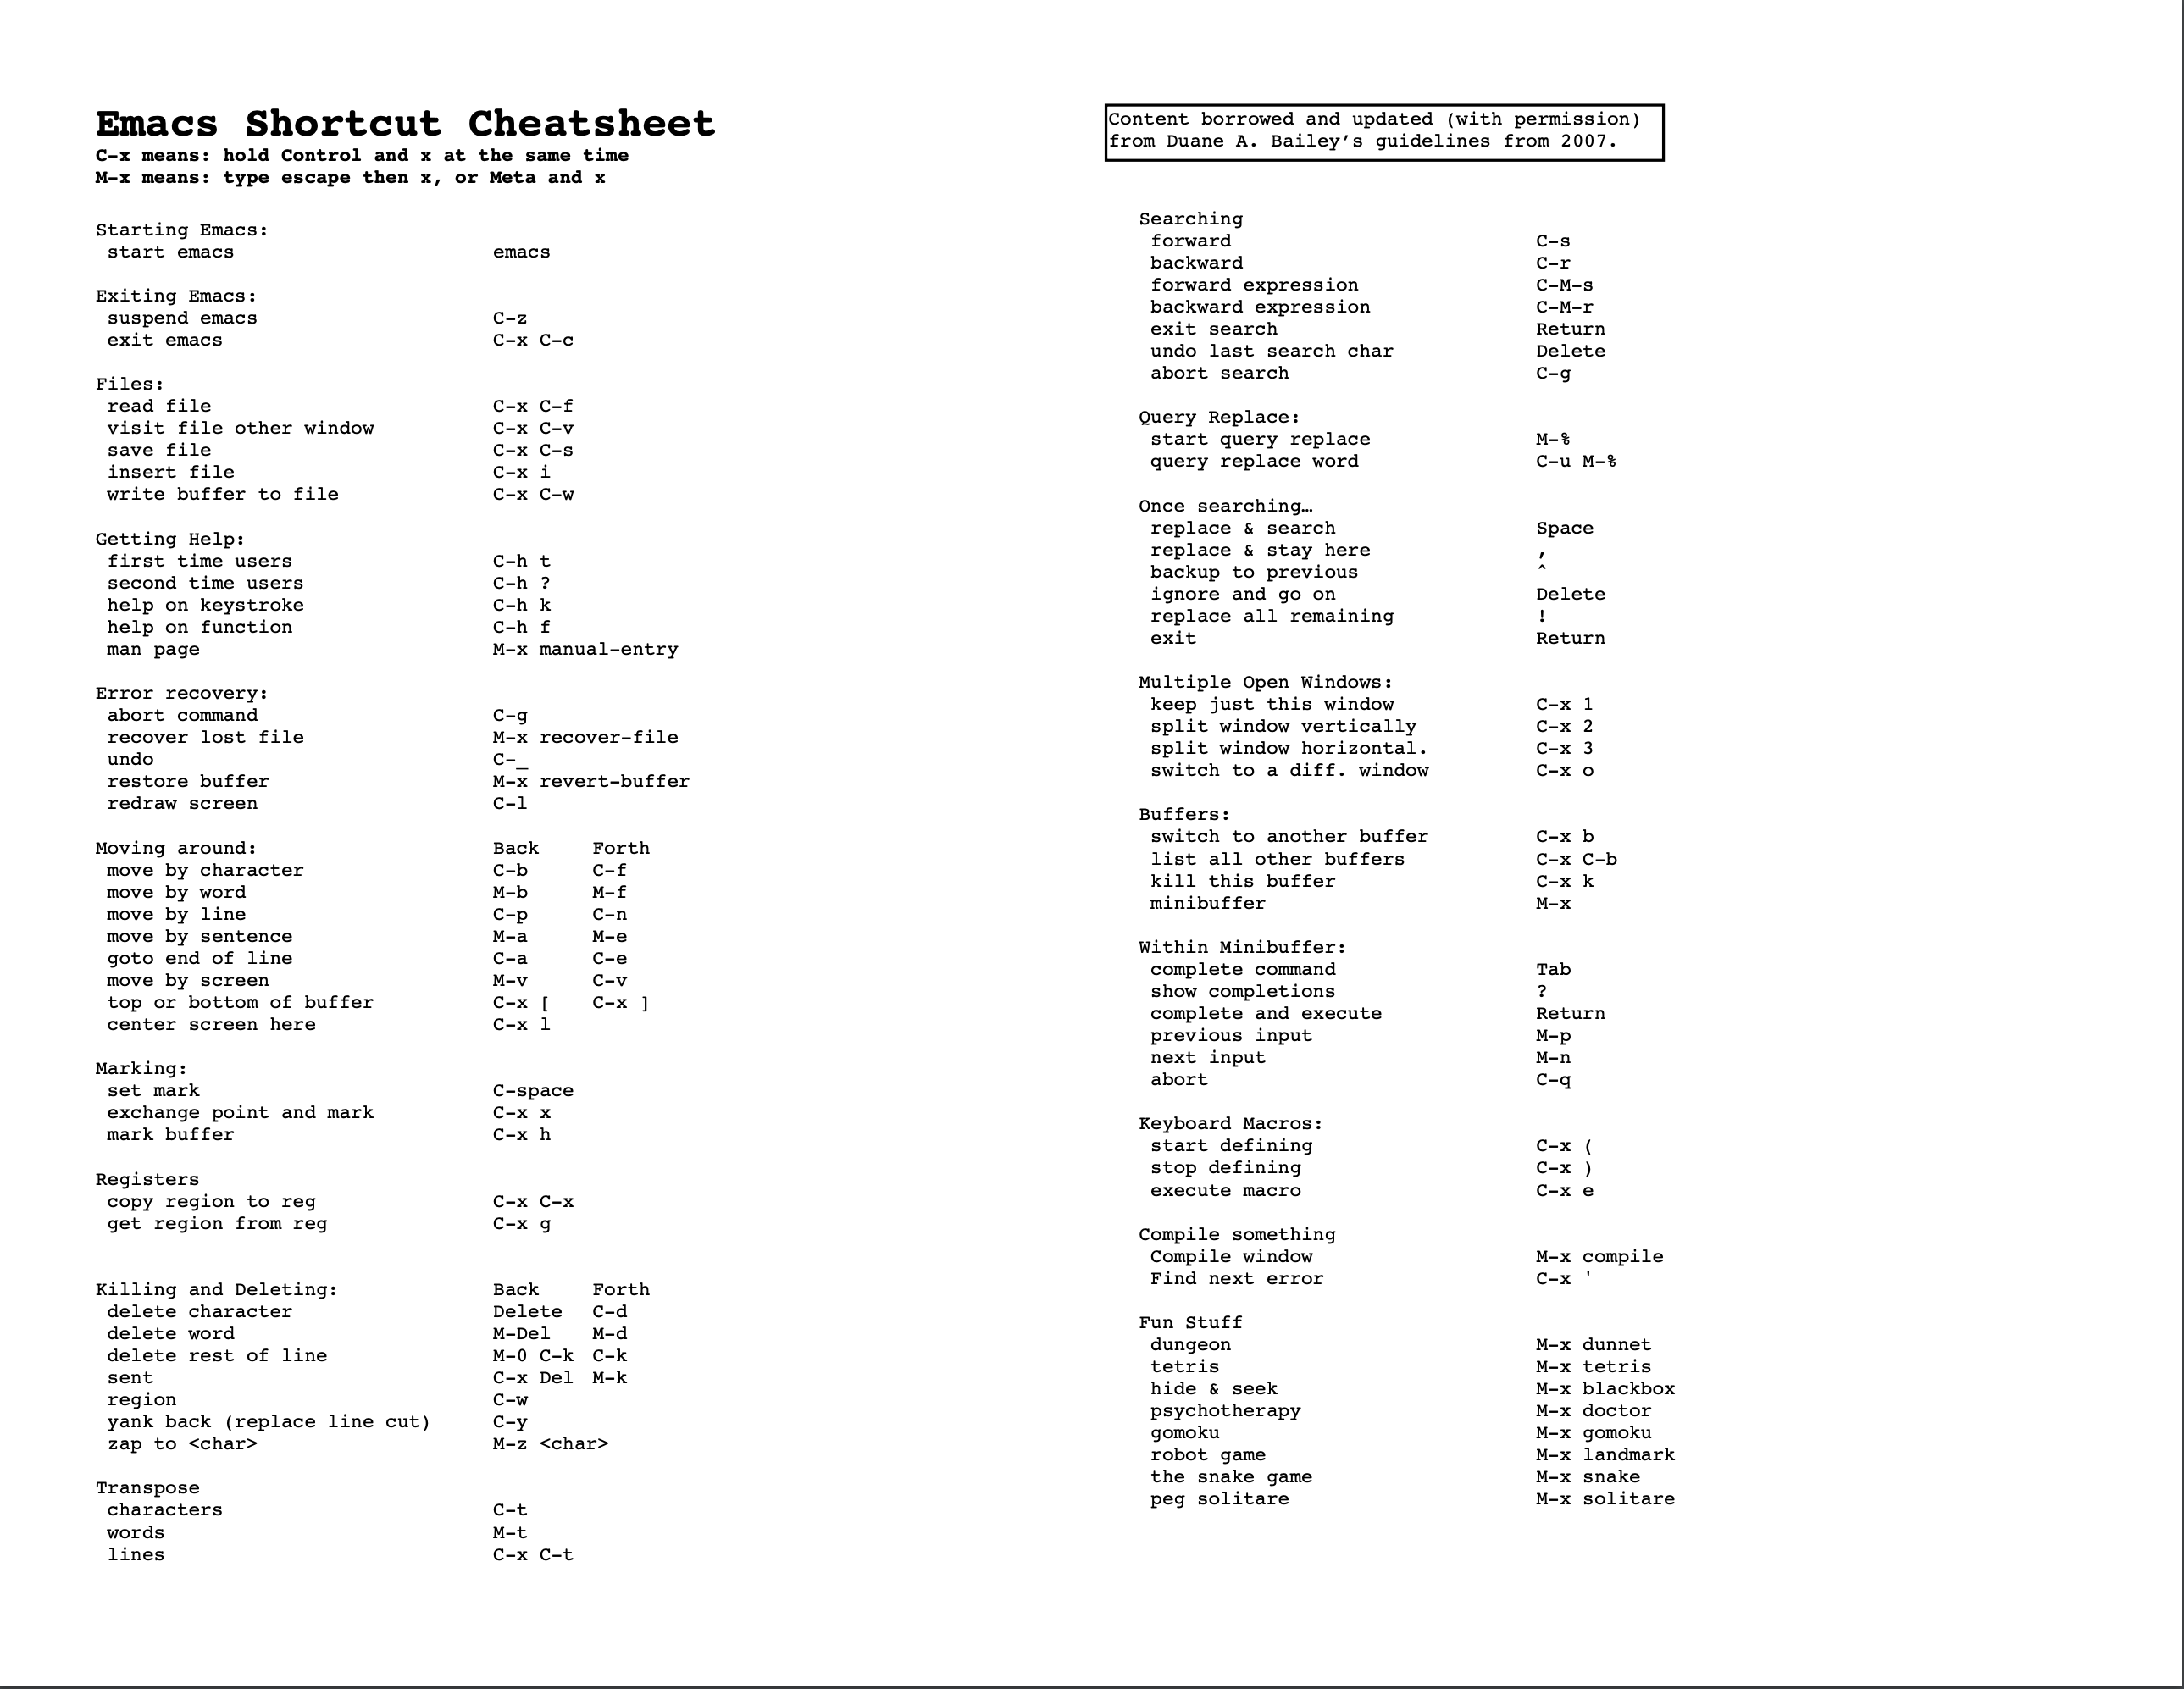 Emacs Shortcut Cheatsheet
C-x means: hold Control and x at the same time
M-x means: type escape then x, or Meta and x
Starting Emacs:
start emacs emacs
Exiting Emacs:
suspend emacs C-z
exit emacs C-x C-c
Files:
read file C-x C-f
visit file other window C-x C-v
save file C-x C-s
insert file C-x i
write buffer to file C-x C-w
Getting Help:
first time users C-h t
second time users C-h ?
help on keystroke C-h k
help on function C-h f
man page M-x manual-entry
Error recovery:
abort command C-g
recover lost file M-x recover-file
undo C-_
restore buffer M-x revert-buffer
redraw screen C-l
Moving around: Back Forth
move by character C-b C-f
move by word M-b M-f
move by line C-p C-n
move by sentence M-a M-e
goto end of line C-a C-e
move by screen M-v C-v
top or bottom of buffer C-x [ C-x ]
center screen here C-x l
Marking:
set mark C-space
exchange point and mark C-x x
mark buffer C-x h
Registers
copy region to reg C-x C-x
get region from reg C-x g
Killing and Deleting: Back Forth
delete character Delete C-d
delete word M-Del M-d
delete rest of line M-0 C-k C-k
sent C-x Del M-k
region C-w
yank back (replace line cut) C-y
zap to <char> M-z <char>
Transpose
characters C-t
words M-t
lines C-x C-t
Content borrowed and updated (with permission)
from Duane A. Bailey’s guidelines from 2007.
Searching
forward C-s
backward C-r
forward expression C-M-s
backward expression C-M-r
exit search Return
undo last search char Delete
abort search C-g
Query Replace:
start query replace M-%
query replace word C-u M-%
Once searching…
replace & search Space
replace & stay here ,
backup to previous ^
ignore and go on Delete
replace all remaining !
exit Return
Multiple Open Windows:
keep just this window C-x 1
split window vertically C-x 2
split window horizontal. C-x 3
switch to a diff. window C-x o
Buffers:
switch to another buffer C-x b
list all other buffers C-x C-b
kill this buffer C-x k
minibuffer M-x
Within Minibuffer:
complete command Tab
show completions ?
complete and execute Return
previous input M-p
next input M-n
abort C-q
Keyboard Macros:
start defining C-x (
stop defining C-x )
execute macro C-x e
Compile something
Compile window M-x compile
Find next error C-x '
Fun Stuff
dungeon M-x dunnet
tetris M-x tetris
hide & seek M-x blackbox
psychotherapy M-x doctor
gomoku M-x gomoku
robot game M-x landmark
the snake game M-x snake
peg solitare M-x solitare